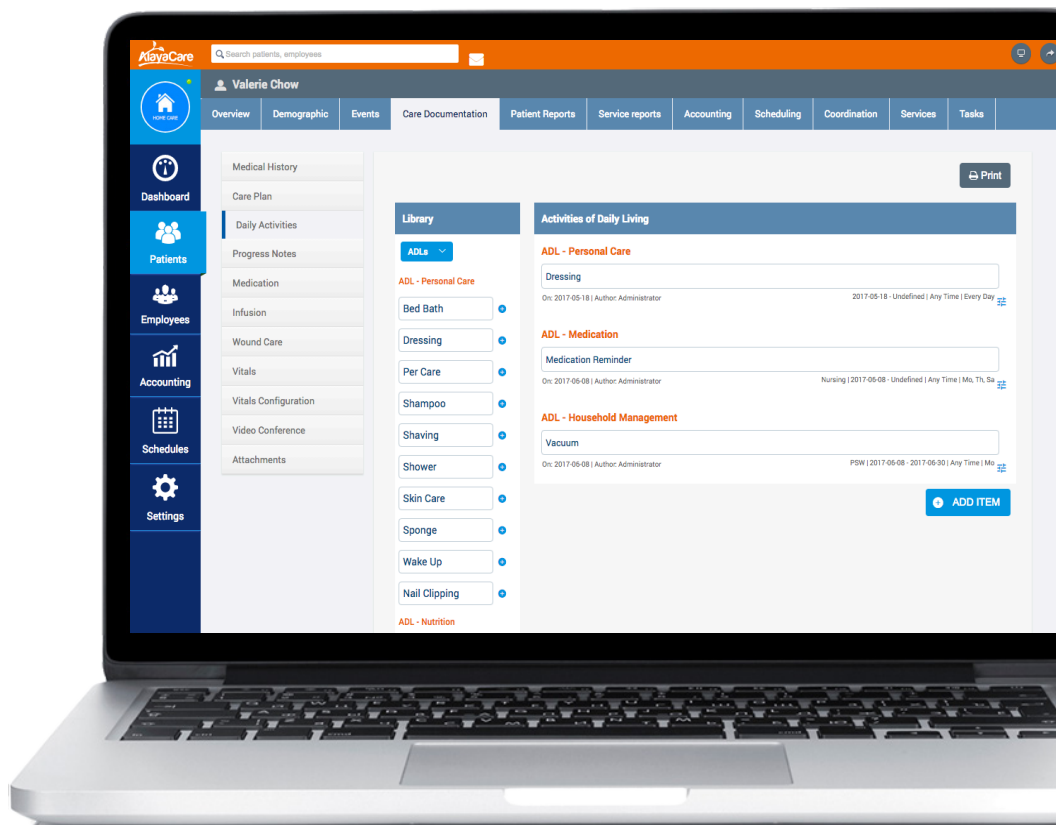 AlayaCare
Search patients, employees
HOME CARE
Valerie Chow
Overview
Demographic
Events
Care Documentation
Patient Reports
Service reports
Accounting
Scheduling
Coordination
Services
Tasks
Dashboard
Patients
Employees
Accounting
Schedules
Settings
Medical History
Care Plan
Daily Activities
Progress Notes
Medication
Infusion
Wound Care
Vitals
Vitals Configuration
Video Conference
Attachments
Print
Library
ADLs
ADL - Personal Care
Bed Bath
Dressing
Per Care
Shampoo
Shaving
Shower
Skin Care
Sponge
Wake Up
Nail Clipping
ADL - Nutrition
Activities of Daily Living
ADL - Personal Care
Dressing
On: 2017-05-18 | Author: Administrator
2017-05-18 - Undefined | Any Time | Every Day
ADL - Medication
Medication Reminder
On: 2017-06-08 | Author: Administrator
Nursing | 2017-06-08 - Undefined | Any Time | Mo, Th, Sa
ADL - Household Management
Vacuum
On: 2017-06-08 | Author: Administrator
PSW | 2017-06-08 - 2017-06-30 | Any Time | Mo
ADD ITEM